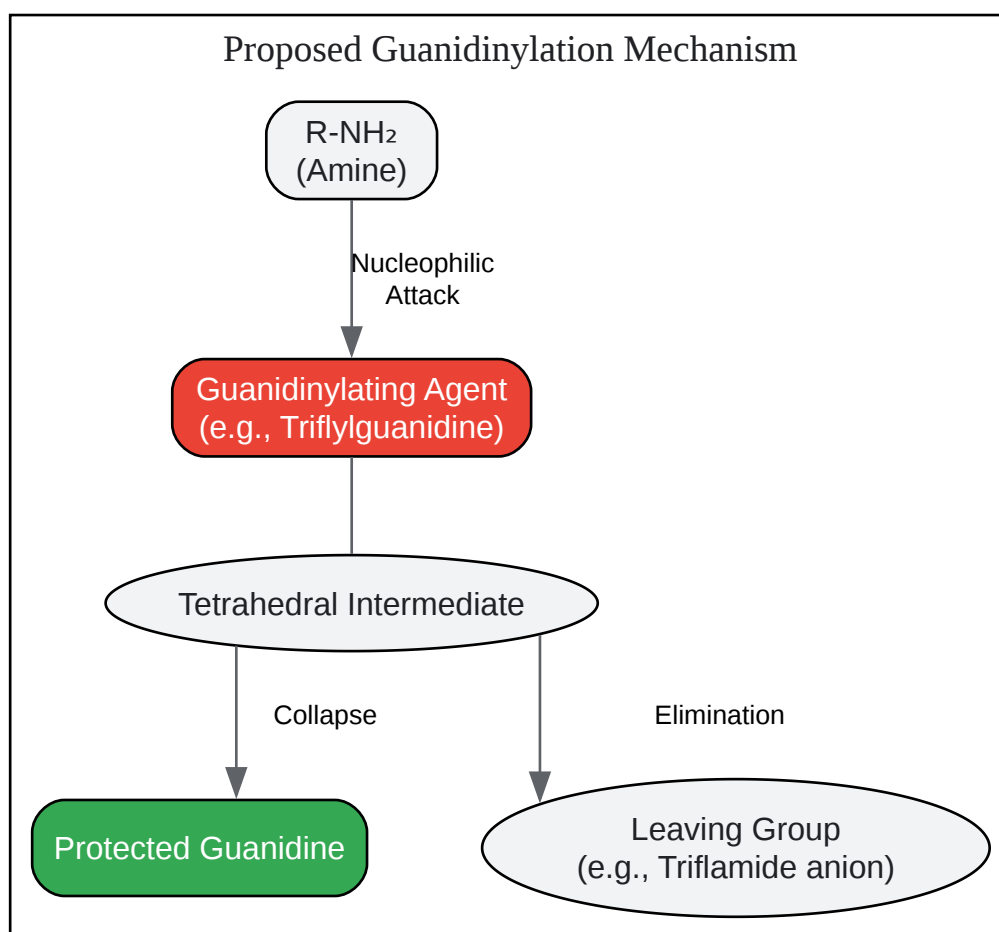 Proposed Guanidinylation Mechanism
R-NH₂
(Amine)
Nucleophilic
Attack
Guanidinylating Agent
(e.g., Triflylguanidine)
Tetrahedral Intermediate
Collapse
Elimination
Protected Guanidine
Leaving Group
(e.g., Triflamide anion)